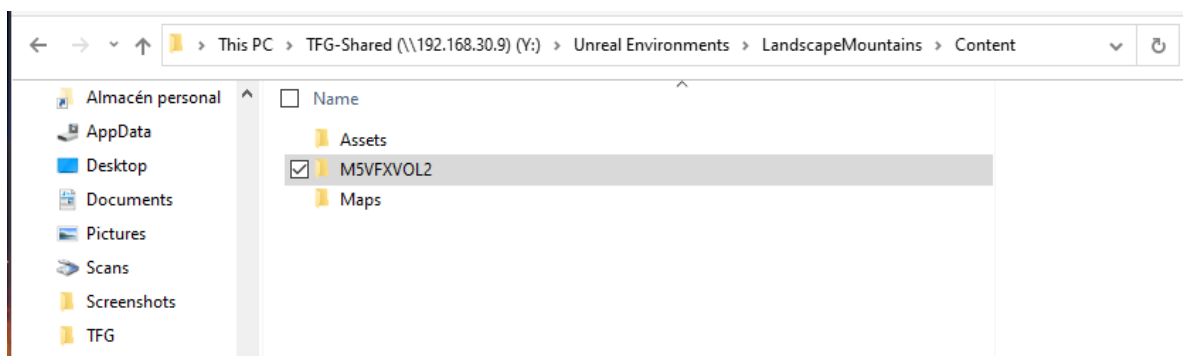 This PC > TFG-Shared (\\192.168.30.9) (Y:) > Unreal Environments > LandscapeMountains > Content
Almacén personal
AppData
Desktop
Documents
Pictures
Scans
Screenshots
TFG
Name
Assets
M5VFXVOL2
Maps